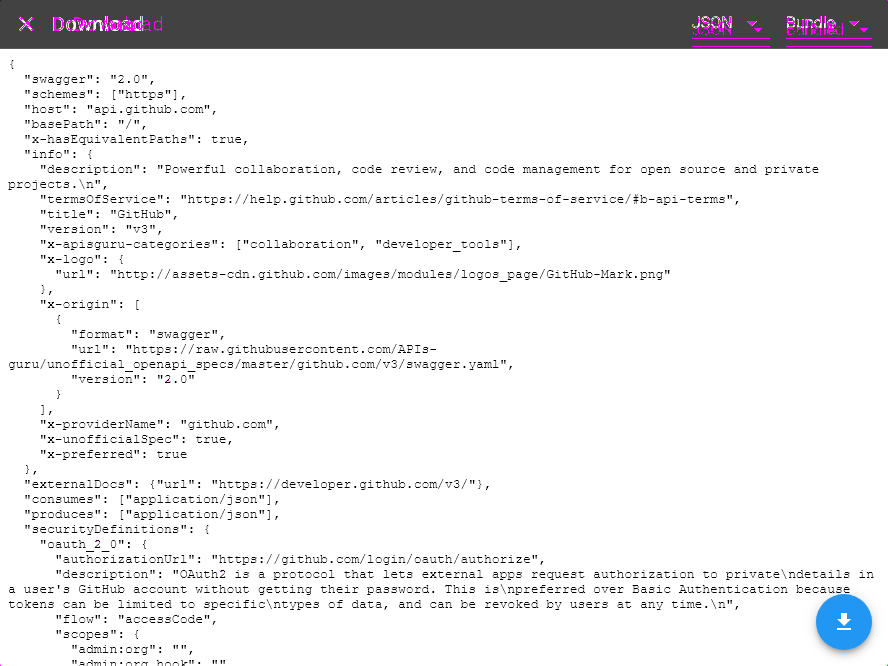 Download JSON Bundle
{
"swagger": "2.0",
"schemes": ["https"],
"host": "api.github.com",
"basePath": "/",
"x-hasEquivalentPaths": true,
"info": {
"description": "Powerful collaboration, code review, and code management for open source and private
projects.\n",
"termsOfService": "https://help.github.com/articles/github-terms-of-service/#b-api-terms",
"title": "GitHub",
"version": "v3",
"x-apisguru-categories": ["collaboration", "developer_tools"],
"x-logo": {
"url": "http://assets-cdn.github.com/images/modules/logos_page/GitHub-Mark.png"
},
"x-origin": [
{
"format": "swagger",
"url": "https://raw.githubusercontent.com/APIs-
guru/unofficial_openapi_specs/master/github.com/v3/swagger.yaml",
"version": "2.0"
}
],
"x-providerName": "github.com",
"x-unofficialSpec": true,
"x-preferred": true
},
"externalDocs": {"url": "https://developer.github.com/v3/"},
"consumes": ["application/json"],
"produces": ["application/json"],
"securityDefinitions": {
"oauth_2_0": {
"authorizationUrl": "https://github.com/login/oauth/authorize",
"description": "OAuth2 is a protocol that lets external apps request authorization to private\ndetails in
a user's GitHub account without getting their password. This is\npreferred over Basic Authentication because
tokens can be limited to specific\ntypes of data, and can be revoked by users at any time.\n",
"flow": "accessCode",
"scopes": {
"admin:org": "",
"admin:org_hook": ""